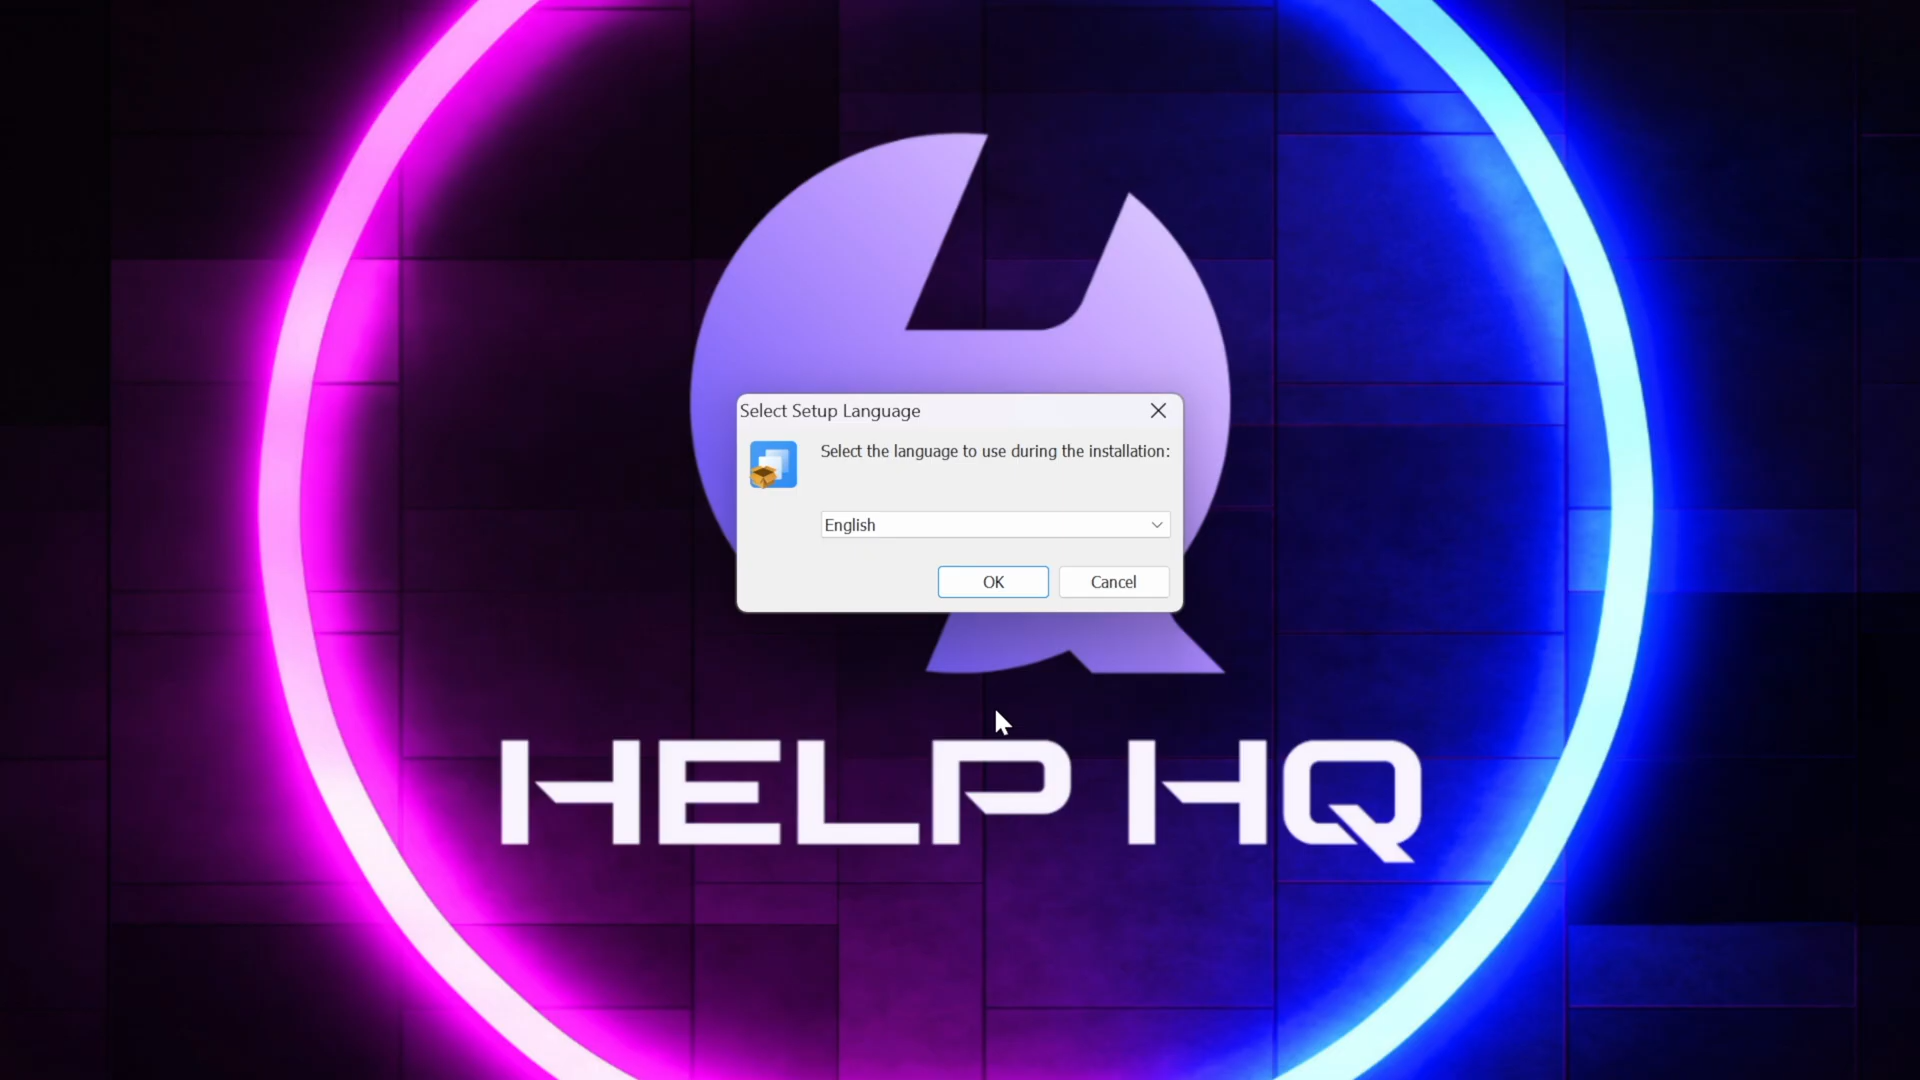 Select Setup Language
Select the language to use during the installation:
English
OK
Cancel
HELP HQ